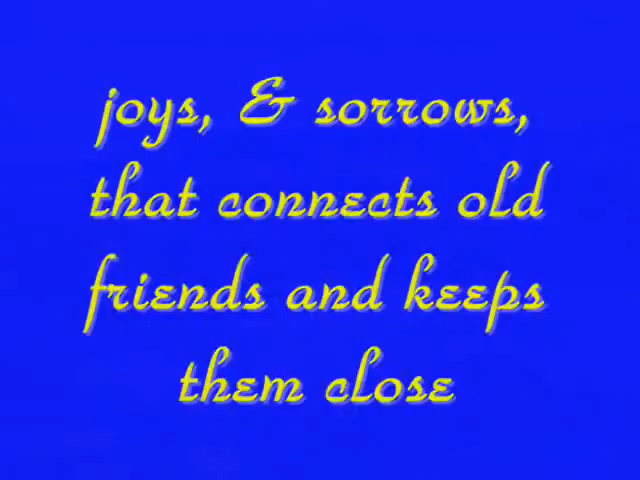 joys, & sorrows,
that connects old
friends and keeps
them close